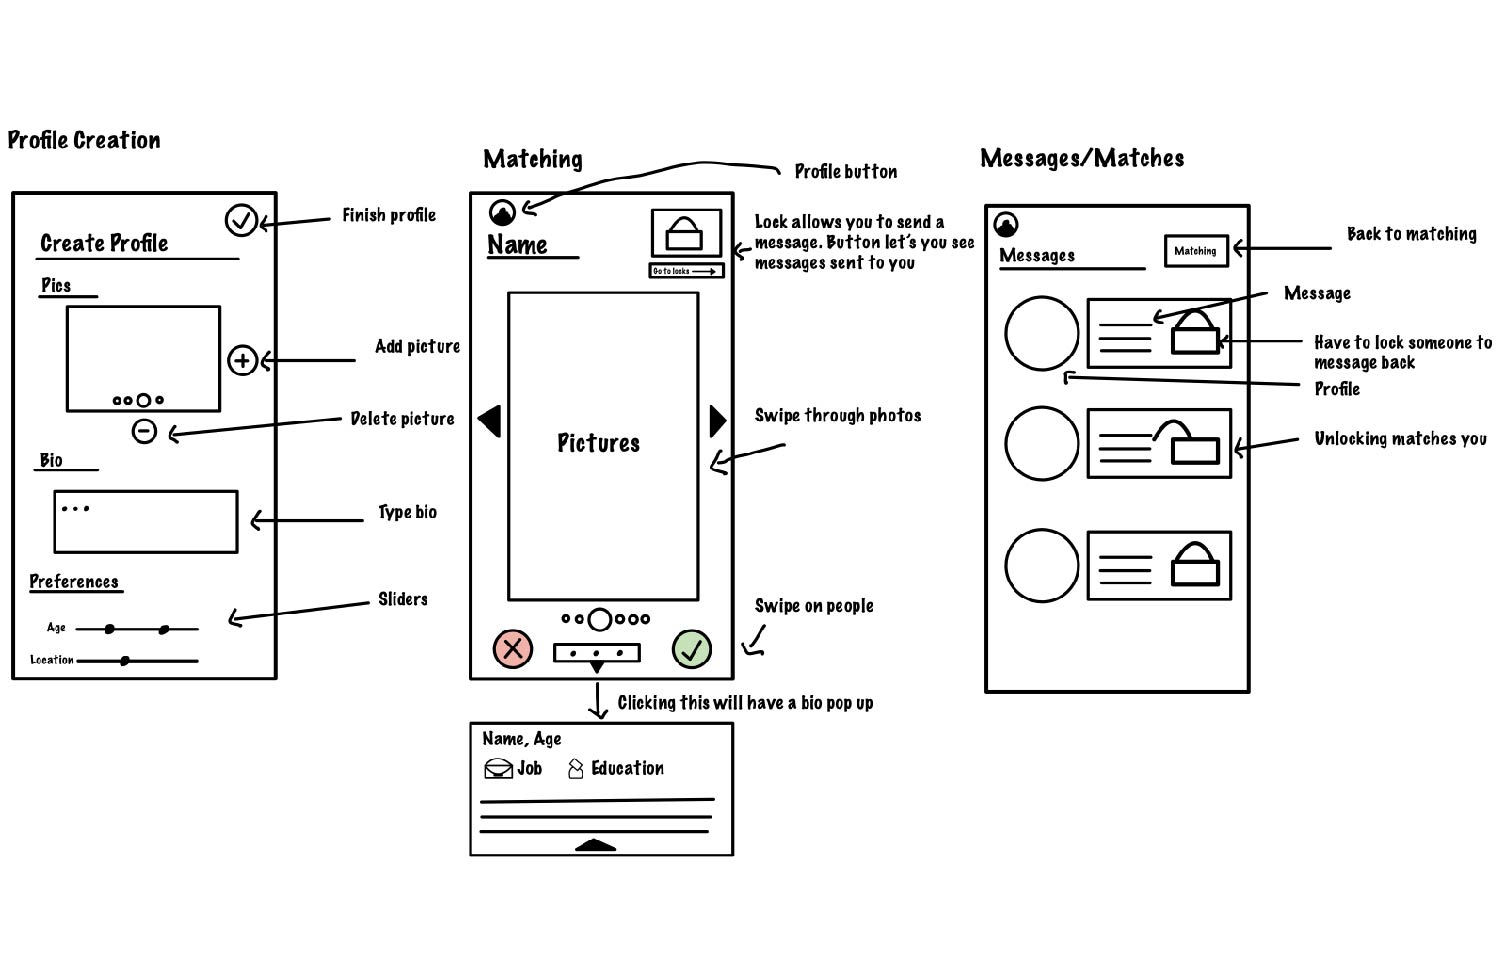 Profile Creation
Finish profile
Create Profile
Pics
Add picture
Delete picture
Bio
Type bio
Preferences
Sliders
Age
Location
Matching
Profile button
Name
Go to locks
Lock allows you to send a
message. Button let's you see
messages sent to you
Pictures
Swipe through photos
Swipe on people
Clicking this will have a bio pop up
Name, Age
Job
Education
Messages/Matches
Messages
Matching
Back to matching
Message
Have to lock someone to
message back
Profile
Unlocking matches you